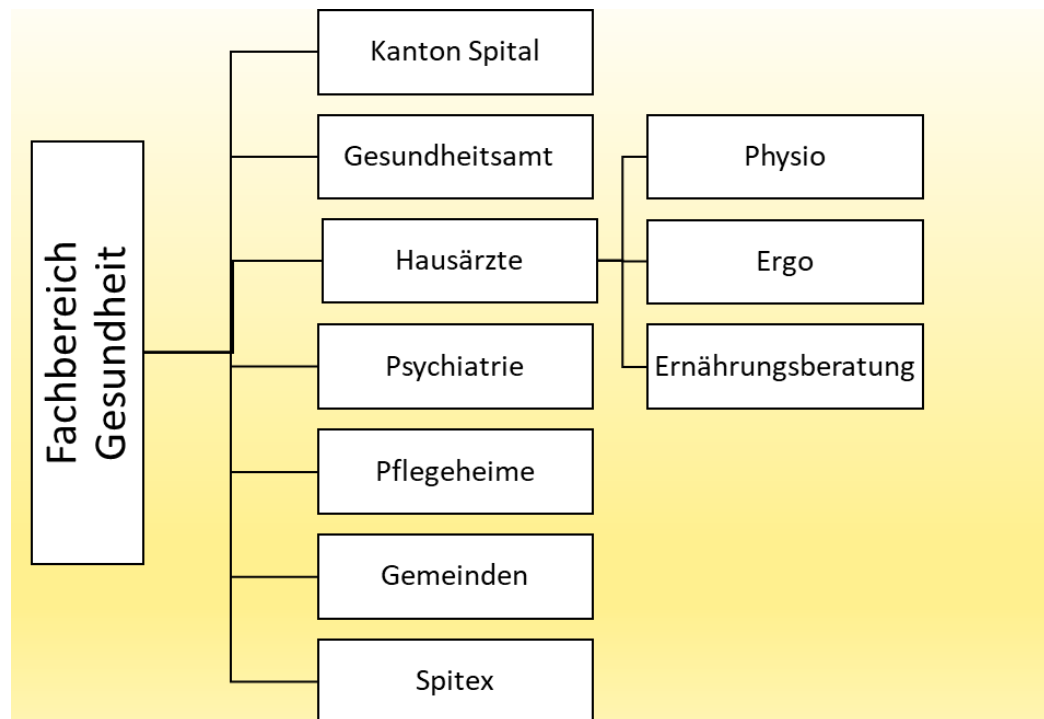 Fachbereich
Gesundheit
Kanton Spital
Gesundheitsamt
Hausärzte
Psychiatrie
Pflegeheime
Gemeinden
Spitex
Physio
Ergo
Ernährungsberatung